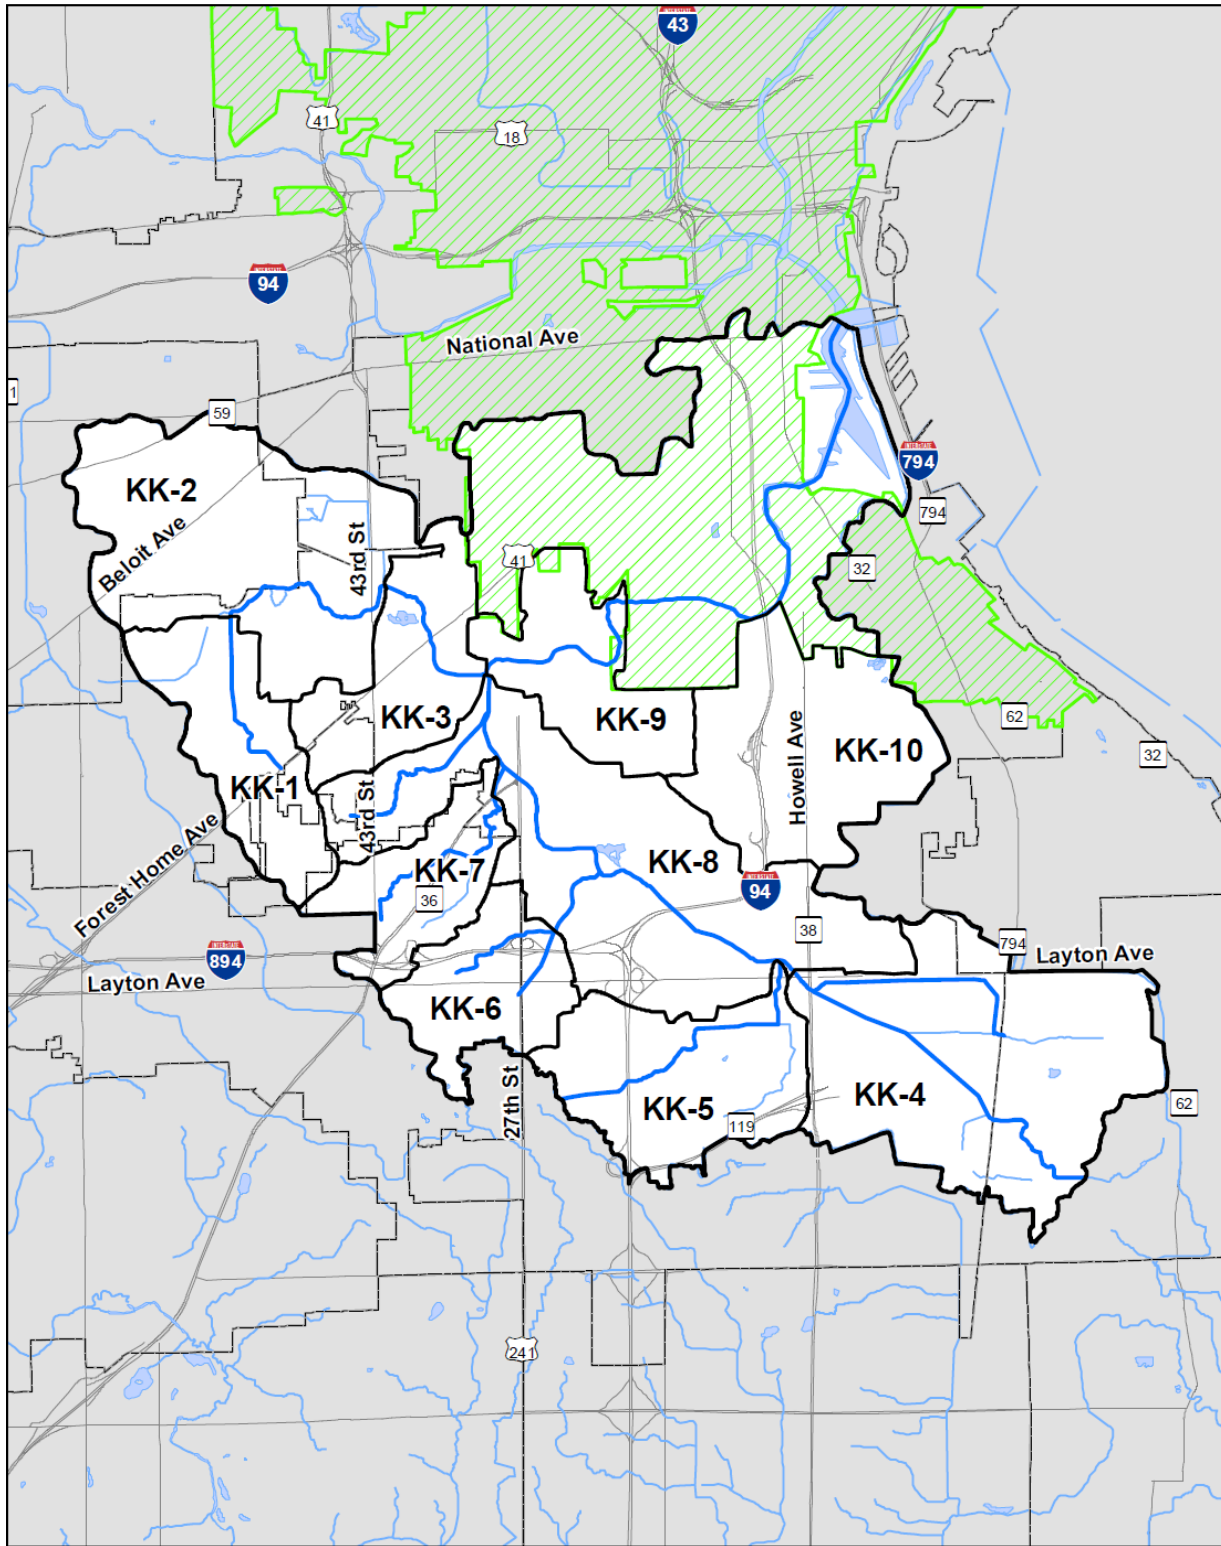 43
41
18
94
National Ave
1
59
KK-2
794
794
Beloit Ave
43rd St
41
32
KK-3
KK-9
62
Howell Ave
KK-10
32
KK-1
43rd St
Forest Home Ave
KK-7
KK-8
36
94
38
794
Layton Ave
894
Layton Ave
KK-6
27th St
KK-5
KK-4
119
62
241